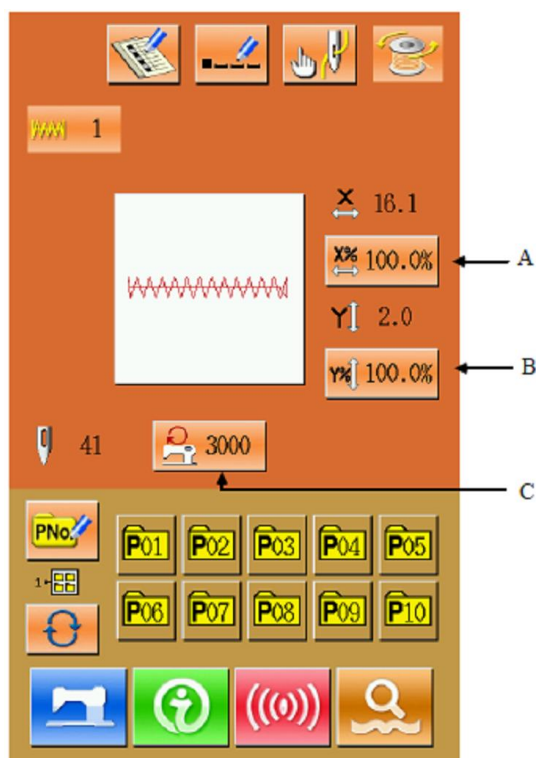 1
X 16.1
X% 100.0%
A
Y 2.0
Y% 100.0%
B
41
3000
C
PNo.
P01 P02 P03 P04 P05
1
P06 P07 P08 P09 P10